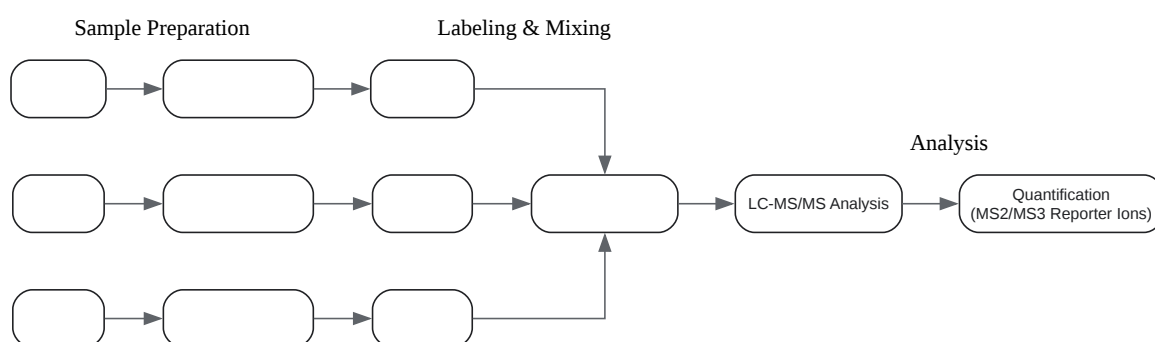 Sample Preparation
Labeling & Mixing
Analysis
LC-MS/MS Analysis
Quantification
(MS2/MS3 Reporter Ions)